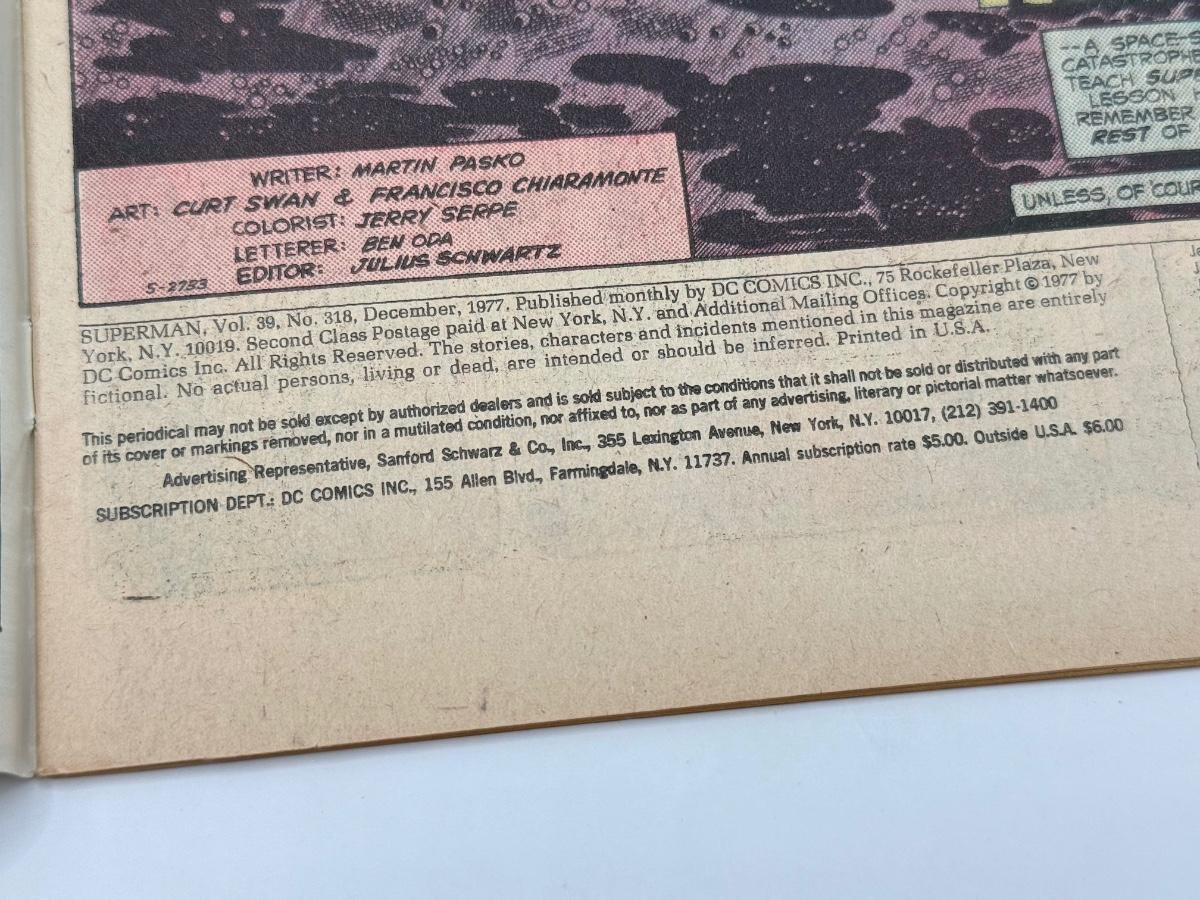 --A SPACE-
CATASTROPHE
TEACH SUP
LESSON
REMEMBER,
REST OF
UNLESS, OF COU
WRITER: MARTIN PASKO
ART: CURT SWAN & FRANCISCO CHIARAMONTE
COLORIST: JERRY SERPE
LETTERER: BEN ODA
EDITOR: JULIUS SCHWARTZ
S-2753
SUPERMAN, Vol. 39, No. 318, December, 1977. Published monthly by DC COMICS INC., 75 Rockefeller Plaza, New
York, N.Y. 10019. Second Class Postage paid at New York, N.Y. and Additional Mailing Offices. Copyright © 1977 by
DC Comics Inc. All Rights Reserved. The stories, characters and incidents mentioned in this magazine are entirely
fictional. No actual persons, living or dead, are intended or should be inferred. Printed in U.S.A.
This periodical may not be sold except by authorized dealers and is sold subject to the conditions that it shall not be sold or distributed with any part
of its cover or markings removed, nor in a mutilated condition, nor affixed to, nor as part of any advertising, literary or pictorial matter whatsoever.
Advertising Representative, Sanford Schwarz & Co., Inc., 355 Lexington Avenue, New York, N.Y. 10017, (212) 391-1400
SUBSCRIPTION DEPT.: DC COMICS INC., 155 Allen Blvd., Farmingdale, N.Y. 11737. Annual subscription rate $5.00. Outside U.S.A. $6.00